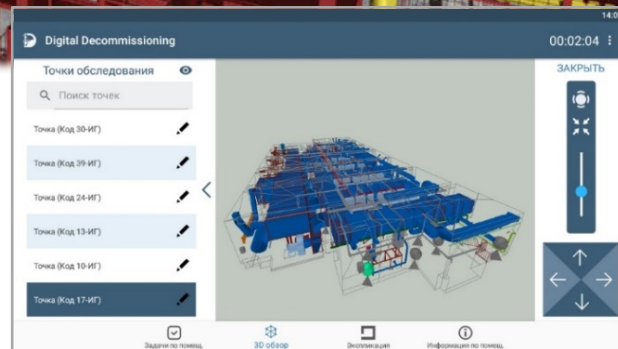 14:0
Digital Decommissioning
00:02:04
Точки обследования
ЗАКРЫТЬ
Поиск точек
Точка (Код 30-ИГ)
Точка (Код 39-ИГ)
Точка (Код 24-ИГ)
Точка (Код 13-ИГ)
Точка (Код 10-ИГ)
Точка (Код 17-ИГ)
Задачи по помещ.
3D обзор
Экспликация
Информация по помещ.